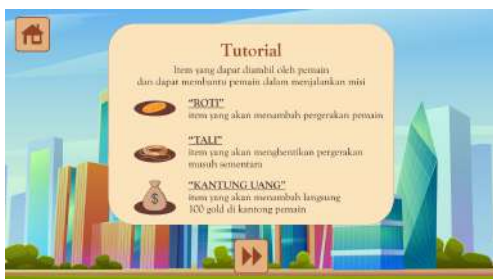 Tutorial
Item yang dapat diambil oleh pemain
dan dapat membantu pemain dalam menjalankan misi
"ROTI"
item yang akan menambah pergerakan pemain
"TALI"
item yang akan menghentikan pergerakan
musuh sementara
"KANTUNG UANG"
item yang akan menambah langsung
100 gold di kantong pemain
$